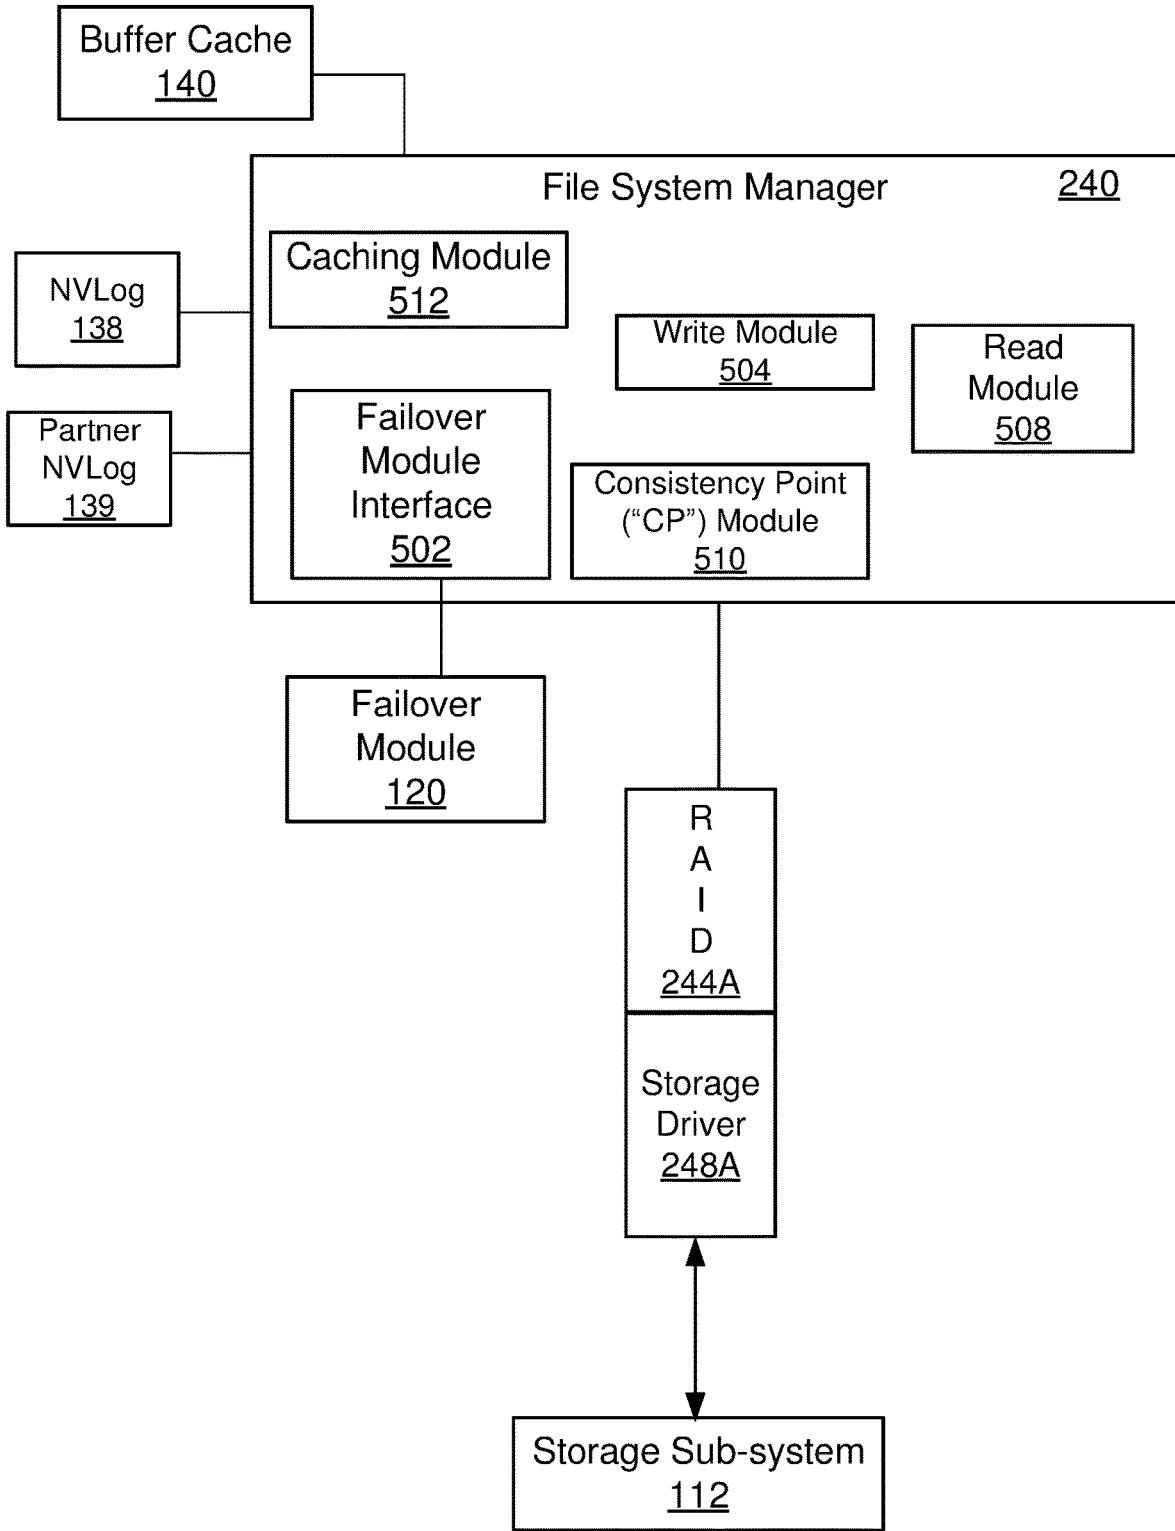 Buffer Cache
140
File System Manager
240
Caching Module
512
NVLog
138
Write Module
504
Read
Module
508
Partner
NVLog
139
Failover
Module
Interface
502
Consistency Point
(“CP”) Module
510
Failover
Module
120
R
A
I
D
244A
Storage
Driver
248A
Storage Sub-system
112